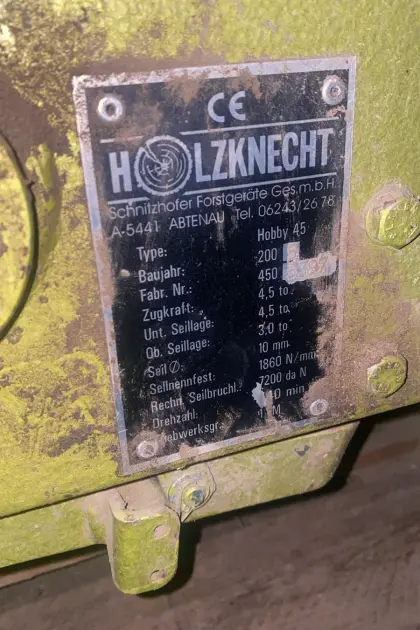 CE
HOLZKNECHT
Schnitzhofer Forstgeräte Ges.m.b.H.
A-5441 ABTENAU Tel. 06243/26 78
Type: Hobby 45
Baujahr: 200
Fabr. Nr.: 450
Zugkraft: 4,5 to.
Unt. Seillage: 4,5 to.
Ob. Seillage: 3,0 to.
Seil Ø: 10 mm
Seilnennfest.: 1860 N/mm
Rechn. Seilbruchl.: 7200 da N
Drehzahl: min